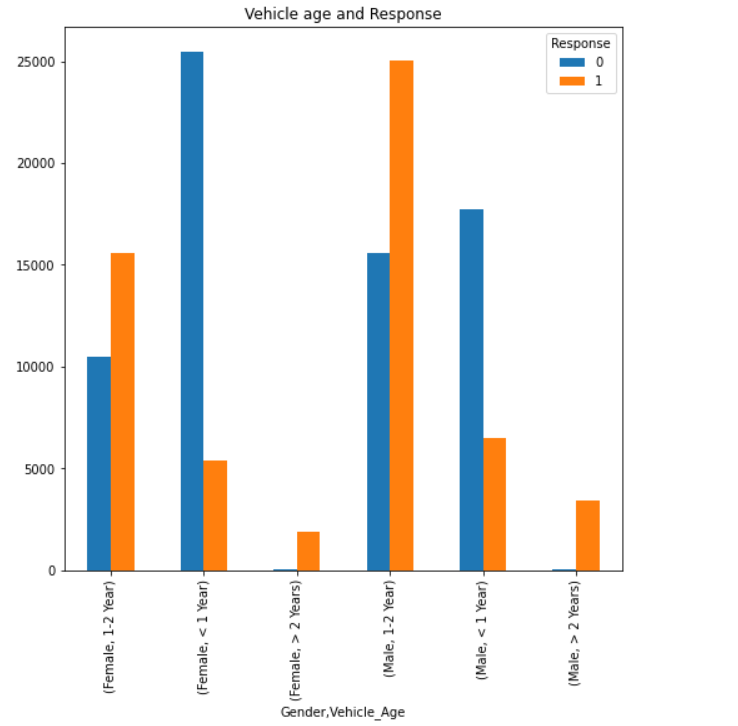 Vehicle age and Response
Response
0
1
25000
20000
15000
10000
5000
0
(Female, 1-2 Year)
(Female, < 1 Year)
(Female, > 2 Years)
(Male, 1-2 Year)
(Male, < 1 Year)
(Male, > 2 Years)
Gender,Vehicle_Age